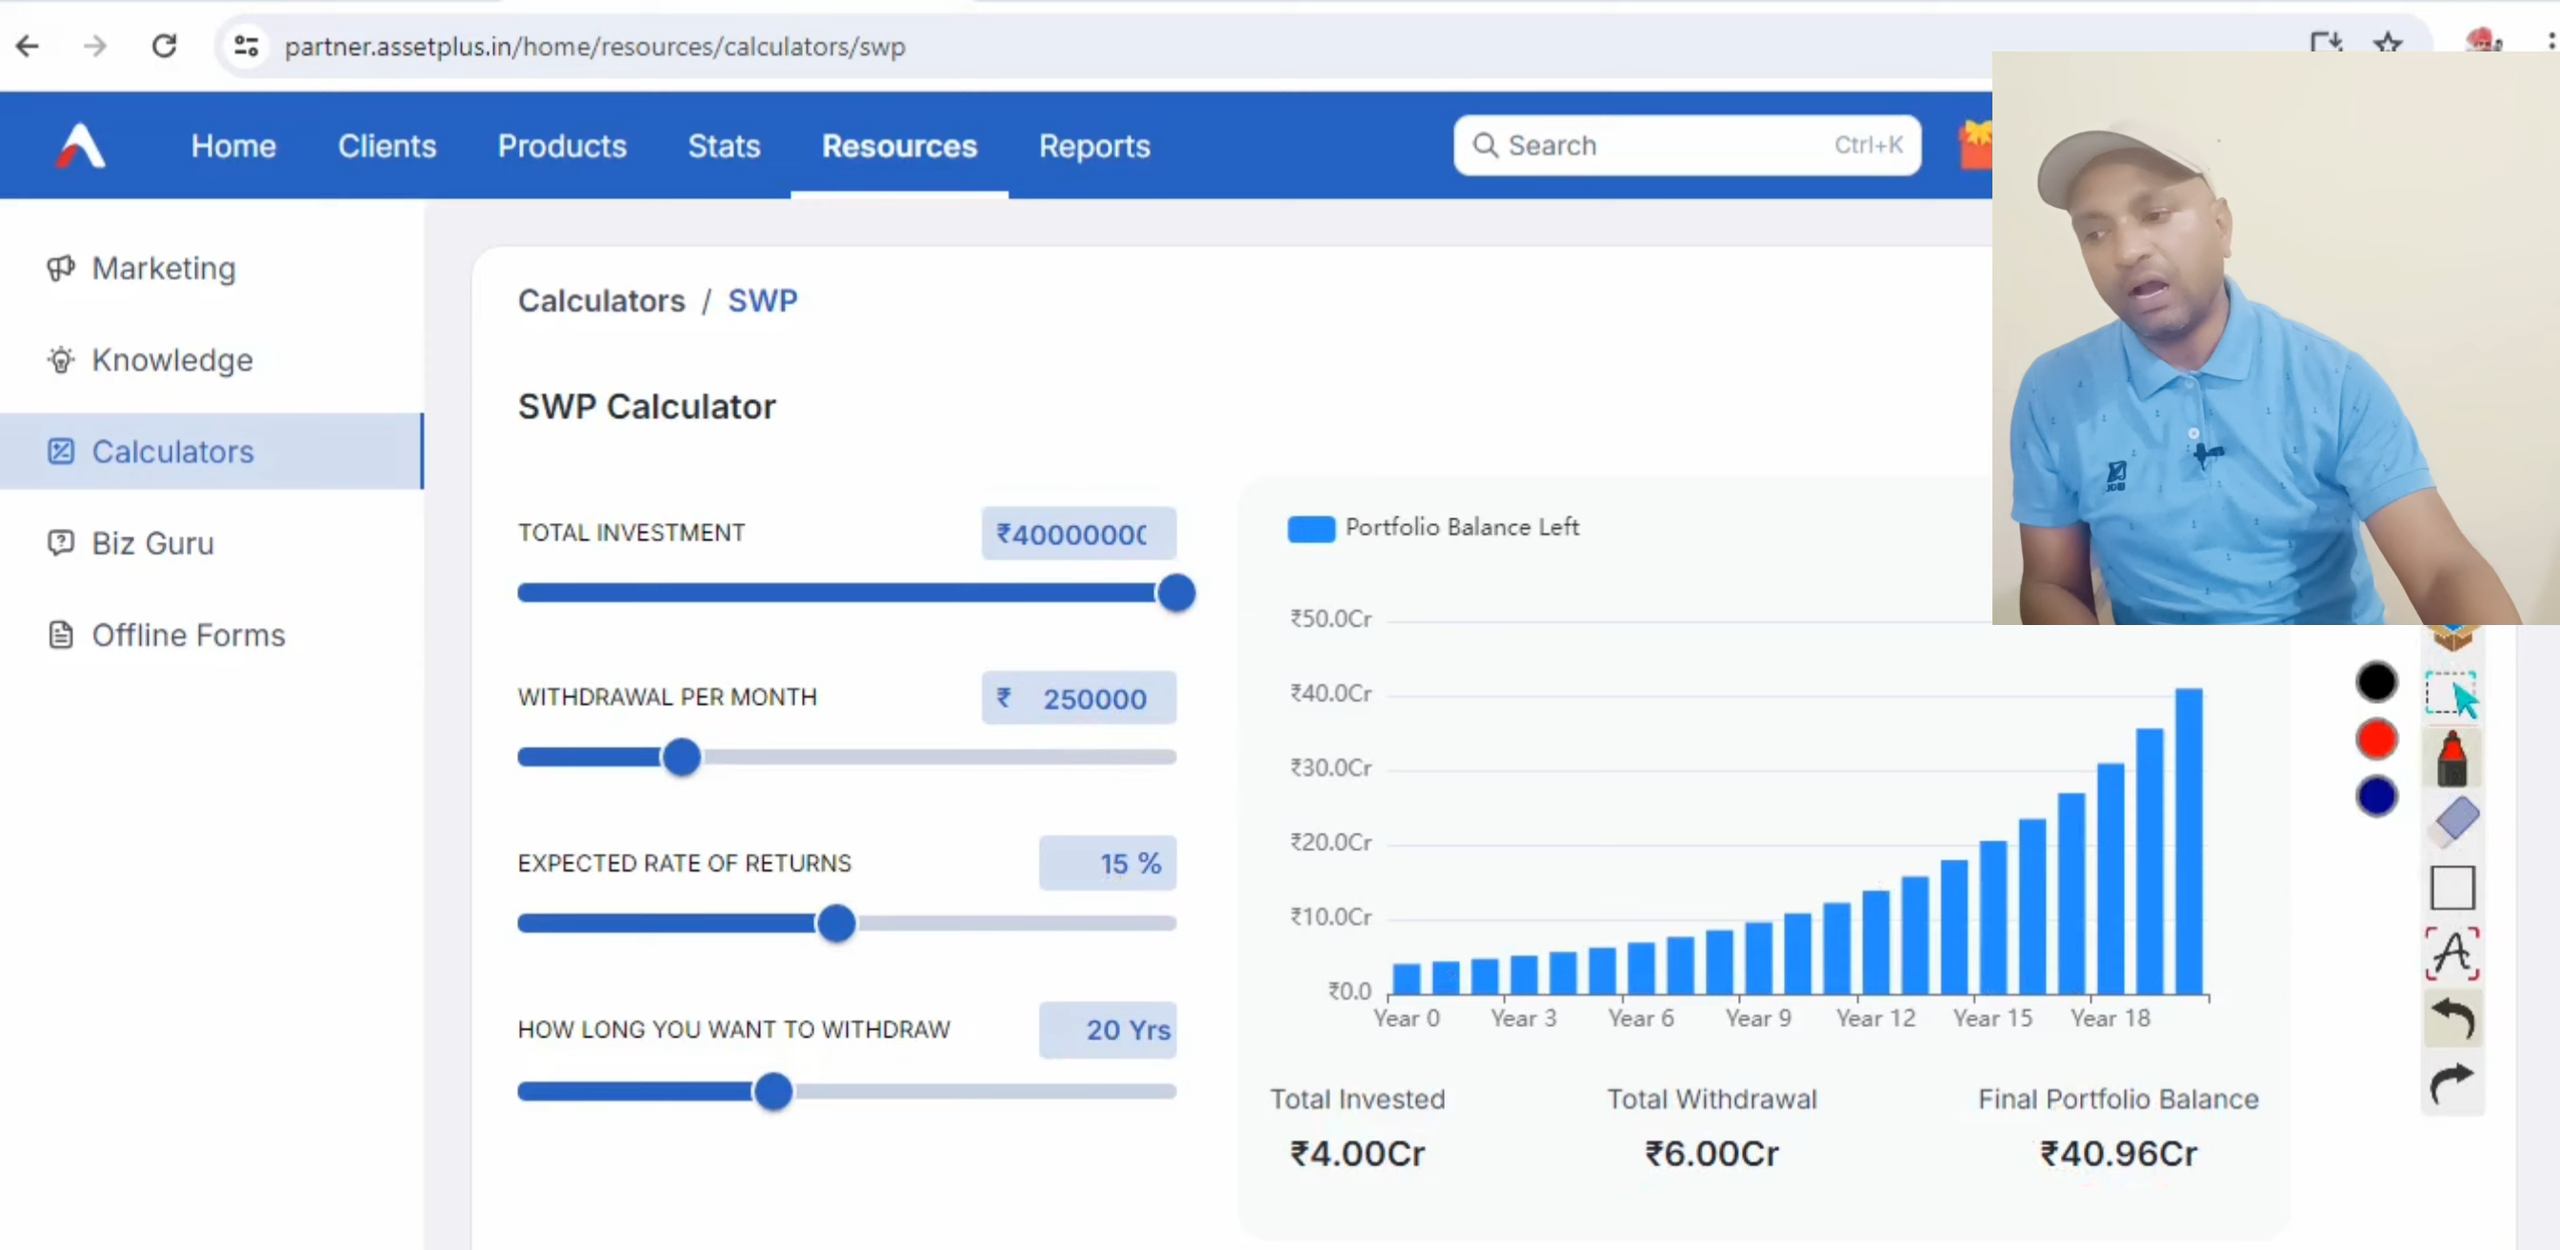 partner.assetplus.in/home/resources/calculators/swp
Home Clients Products Stats Resources Reports Search Ctrl+K
Marketing
Knowledge
Calculators
Biz Guru
Offline Forms
Calculators / SWP
SWP Calculator
TOTAL INVESTMENT ₹40000000
WITHDRAWAL PER MONTH ₹ 250000
EXPECTED RATE OF RETURNS 15 %
HOW LONG YOU WANT TO WITHDRAW 20 Yrs
Portfolio Balance Left
₹50.0Cr
₹40.0Cr
₹30.0Cr
₹20.0Cr
₹10.0Cr
₹0.0
Year 0 Year 3 Year 6 Year 9 Year 12 Year 15 Year 18
Total Invested Total Withdrawal Final Portfolio Balance
₹4.00Cr ₹6.00Cr ₹40.96Cr